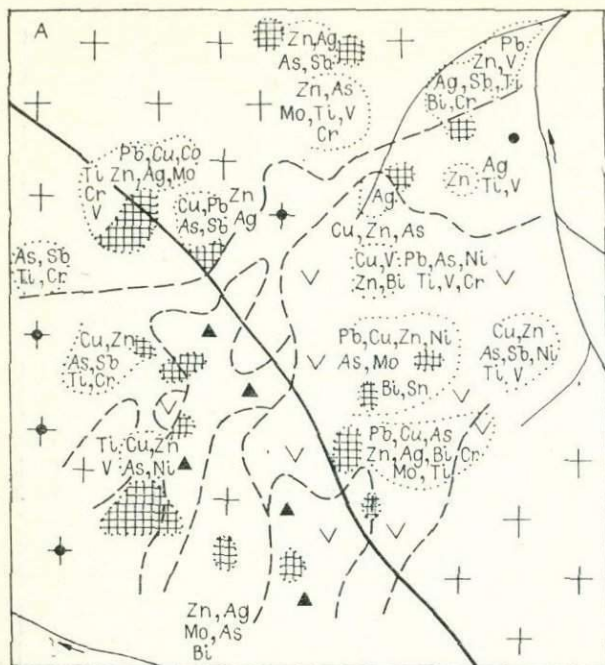 A
Zn,Ag
As,Sb
Zn,As
Mo,Ti,V
Cr
Pb
Zn,V
Ag,Sb,Ti
Bi,Cr
Pb,Cu,Co
Ti Zn,Ag,Mo
Cr
V
Cu,Pb
As,Sb
Zn
Ag
Zn
Ag
Ti,V
Ag
Cu,Zn,As
As,Sb
Ti,Cr
Cu,V
Zn,Bi
Pb,As,Ni
Ti,V,Cr
Cu,Zn
As,Sb
Ti,Cr
Pb,Cu,Zn,Ni
As,Mo
Bi,Sn
Cu,Zn
As,Sb,Ni
Ti,V
Ti Cu,Zn
V As,Ni
Pb,Cu,As
Zn,Ag,Bi Cr
Mo,Ti
Zn,Ag
Mo,As
Bi